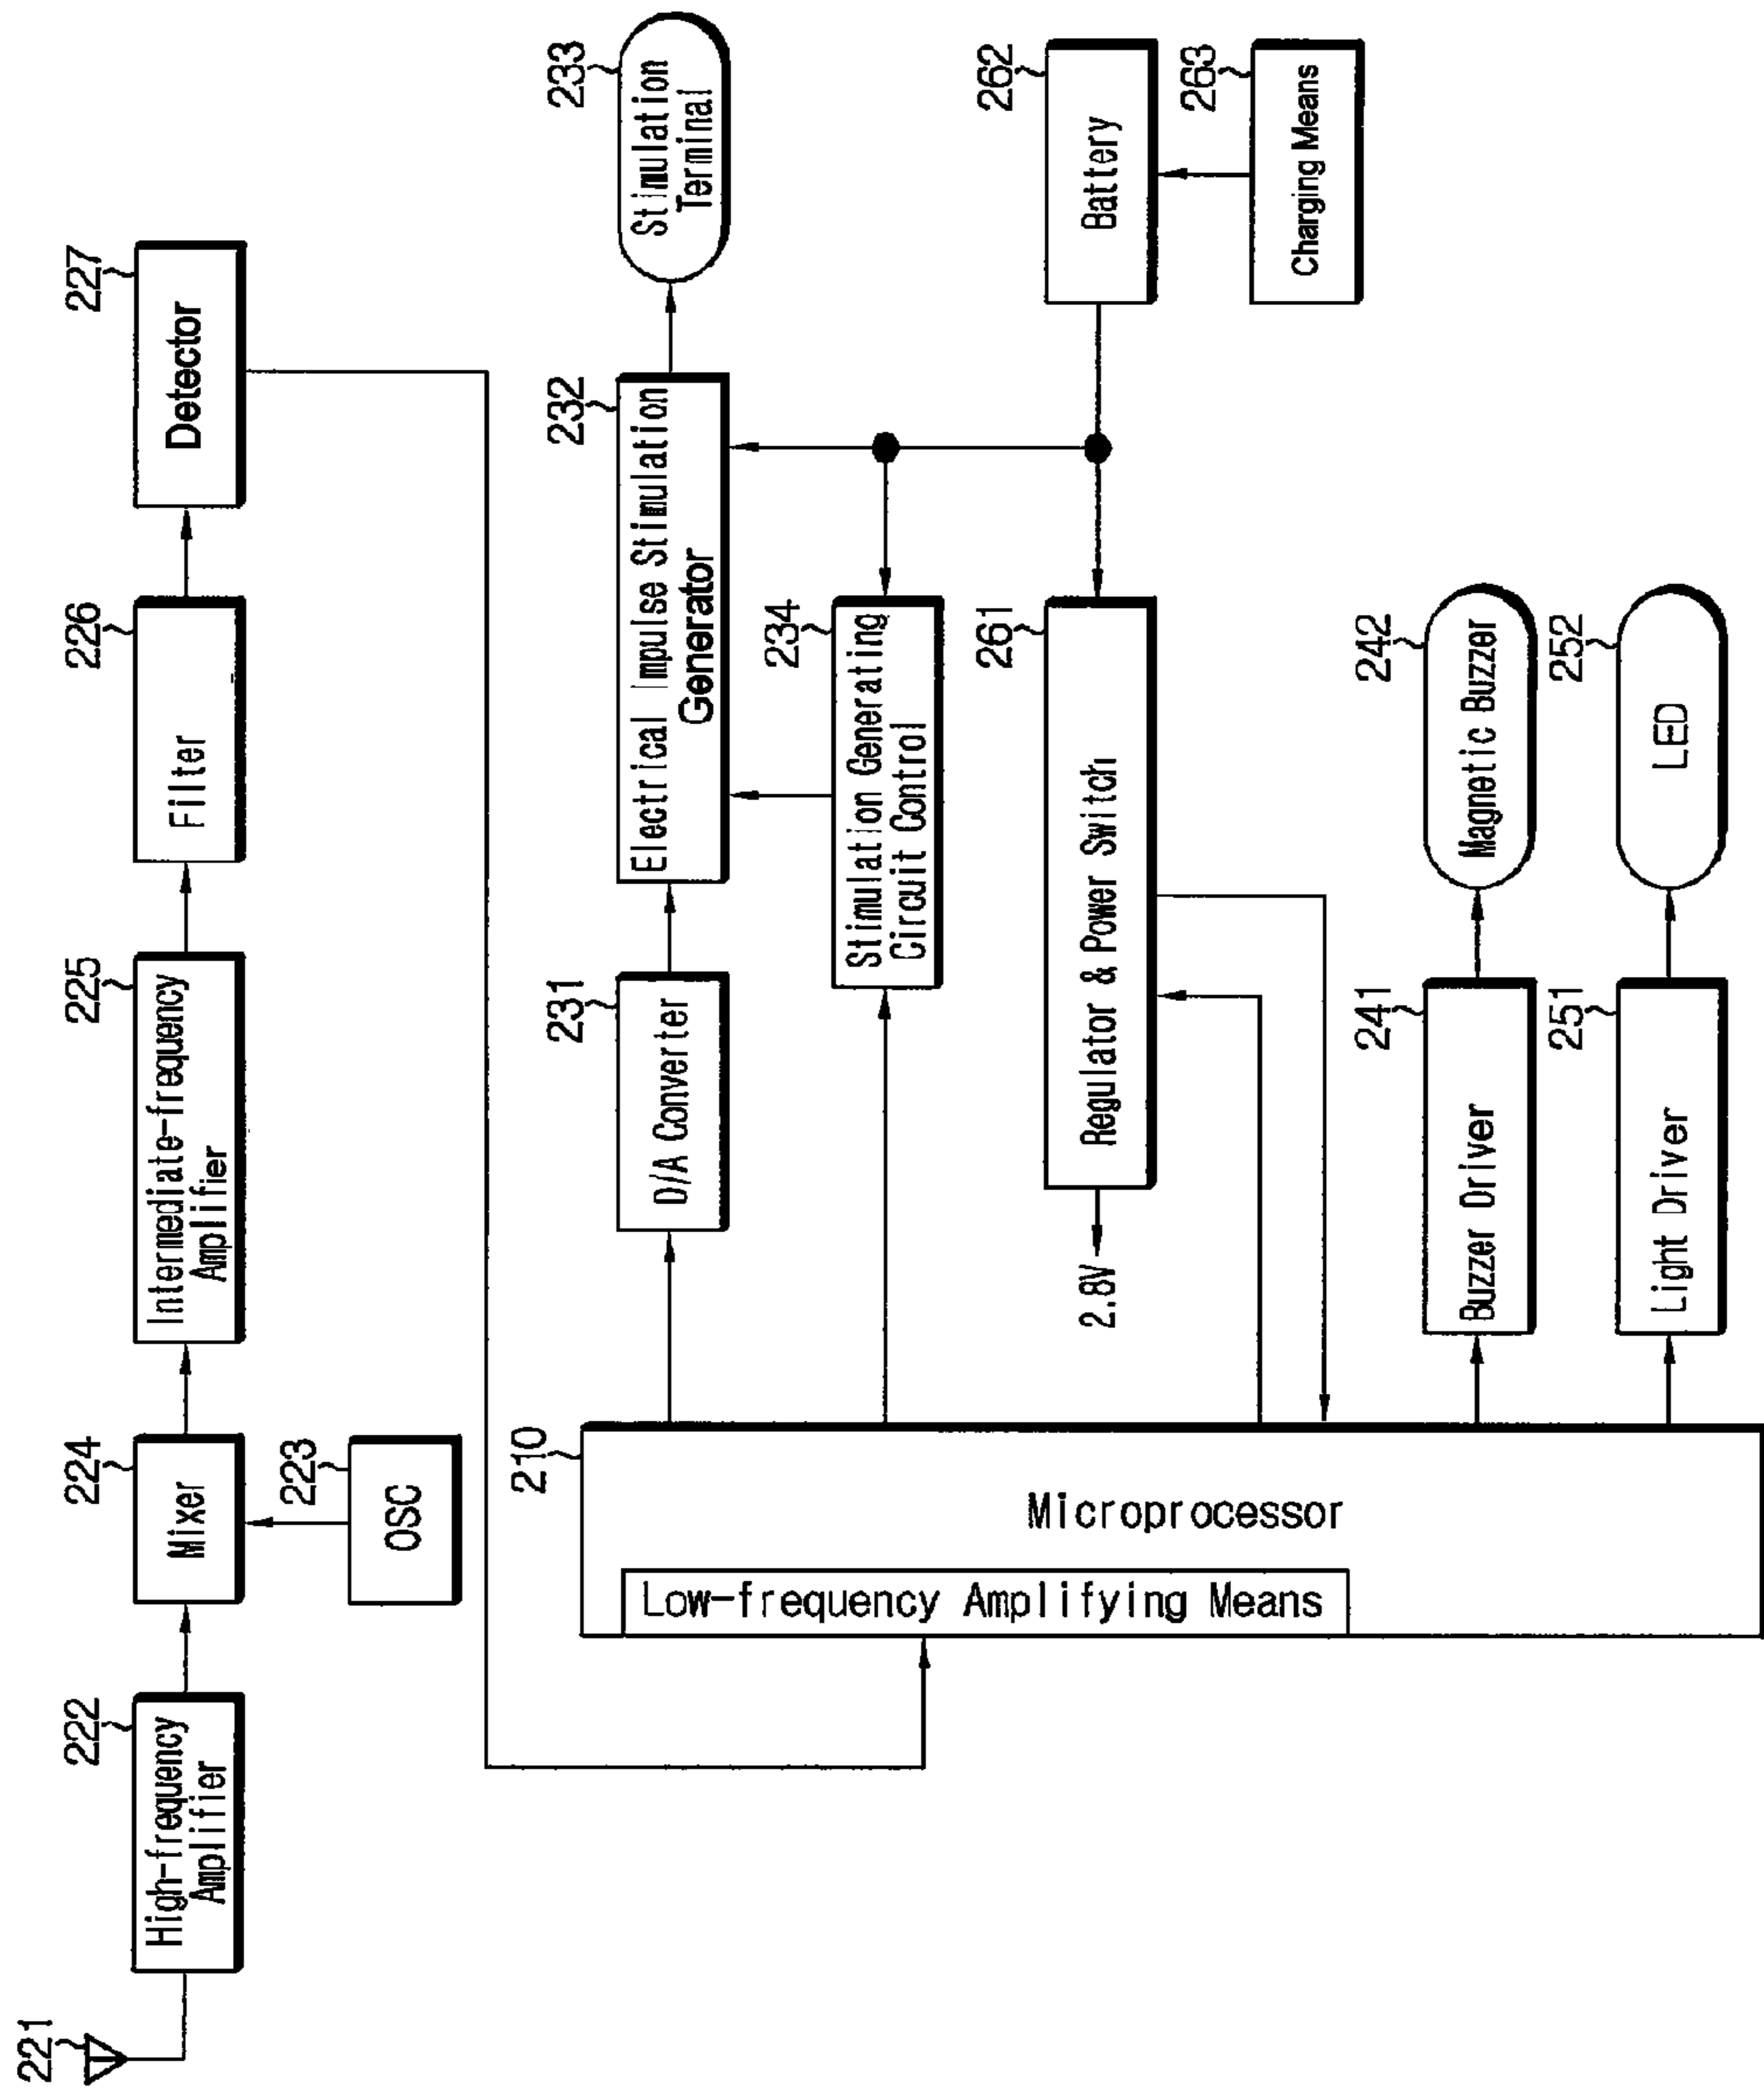 221
222
High-frequency
Amplifier
224
Mixer
223
OSC
225
Intermediate-frequency
Amplifier
226
Filter
227
Detector
210
Microprocessor
Low-frequency Amplifying Means
231
D/A Converter
232
Electrical Impulse Stimulation
Generator
233
Stimulation
Terminal
234
Stimulation Generating
Circuit Control
2.8V
261
Regulator & Power Switch
262
Battery
263
Charging Means
241
Buzzer Driver
242
Magnetic Buzzer
251
Light Driver
252
LED